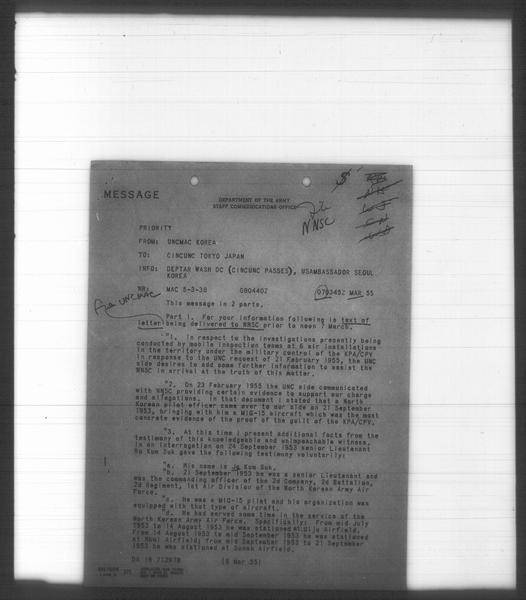 MESSAGE
DEPARTMENT OF THE ARMY
STAFF COMMUNICATIONS OFFICE
File
NNSC
PRIORITY
FROM: UNCMAC KOREA
TO: CINCUNC TOKYO JAPAN
INFO: DEPTAR WASH DC (CINCUNC PASSES), USAMBASSADOR SEOUL
KOREA
NR: MAC 5-3-38 GB0440Z 070345Z MAR 55
File UNCMAC
This message in 2 parts.
Part 1. For your information following is text of
letter being delivered to NNSC prior to noon 7 March.
"1. In respect to the investigations presently being
conducted by mobile inspection teams at 6 air installations
in the territory under the military control of the KPA/CPV
in response to the UNC request of 21 February 1955, the UNC
side desires to add some further information to assist the
NNSC in arrival at the truth of this matter.
"2. On 23 February 1955 the UNC side communicated
with NNSC providing certain evidence to support our charge
and allegations. In that document I stated that a North
Korean pilot officer came over to our side on 21 September
1953, bringing with him a MIG-15 aircraft which was the most
concrete evidence of the proof of the guilt of the KPA/CPV.
"3. At this time I present additional facts from the
testimony of this knowledgeable and unimpeachable witness.
In an interrogation on 24 September 1953 senior Lieutenant
Ro Kum Suk gave the following testimony voluntarily:
"a. His name is Kum Suk.
"b. 21 September 1953 he was a senior Lieutenant and
was the commanding officer of the 2d Company, 2d Battalion,
2d Regiment, 1st Air Division of the North Korean Army Air
Force.
"c. He was a MIG-15 pilot and his organization was
equipped with that type of aircraft.
"d. He had served some time in the service of the
North Korean Army Air Force. Specifically: From mid July
1953 to 14 August 1953 he was stationed at Uiju Airfield.
From 14 August 1953 to mid September 1953 he was stationed
at Airfield; from mid September 1953 to 21 September
1953 he was stationed at Sunan Airfield.
DA IN (6 Mar 55)